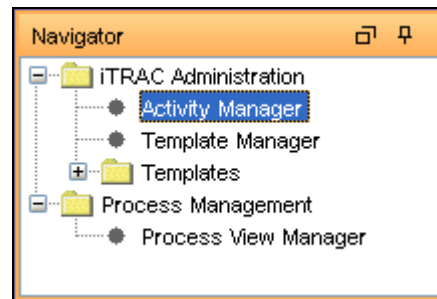 Navigator
iTRAC Administration
Activity Manager
Template Manager
Templates
Process Management
Process View Manager